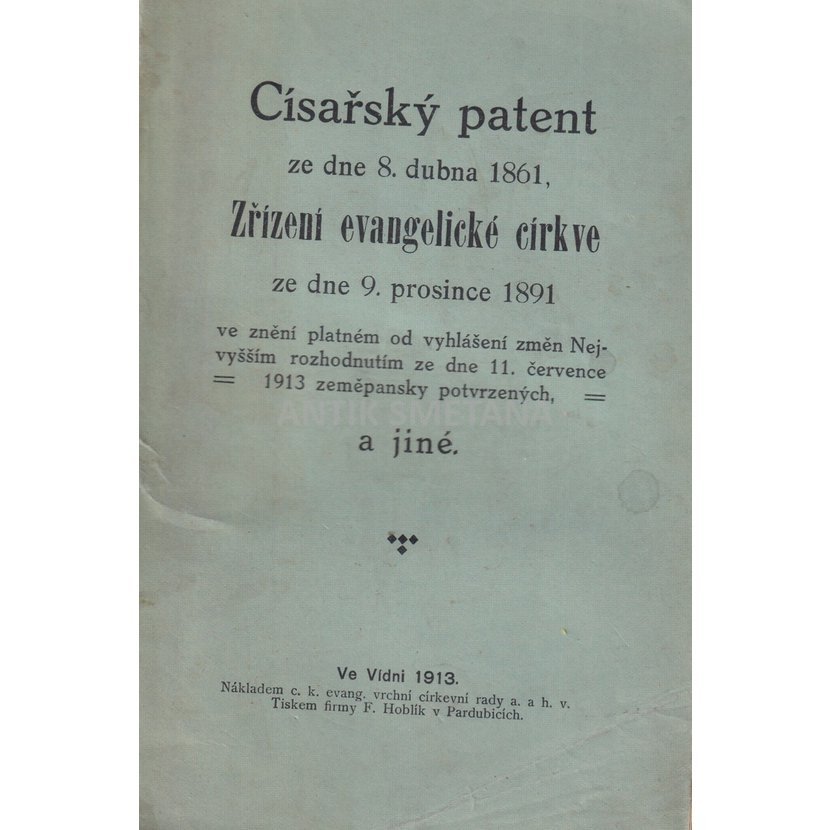 Císařský patent
ze dne 8. dubna 1861,
Zřízení evangelické církve
ze dne 9. prosince 1891
ve znění platném od vyhlášení změn Nej-
vyšším rozhodnutím ze dne 11. července
= 1913 zeměpansky potvrzených, =
ANTIK SMETANA
a jiné.
Ve Vídni 1913.
Nákladem c. k. evang. vrchní církevní rady a. a h. v.
Tiskem firmy F. Hoblík v Pardubicích.